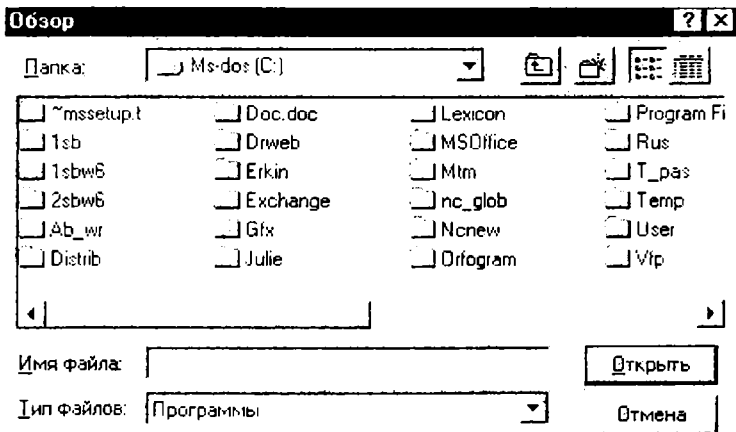 Обзор
Папка: Ms-dos (C:)
~mssetup.t Doc.doc Lexicon Program Fi
1sb Drweb MSOffice Rus
1sbw6 Erkin Mtm T_pas
2sbw6 Exchange nc_glob Temp
Ab_wr Gfx Ncnew User
Distrib Julie Orfogram Vfp
Имя файла: Открыть
Тип файлов: Программы Отмена